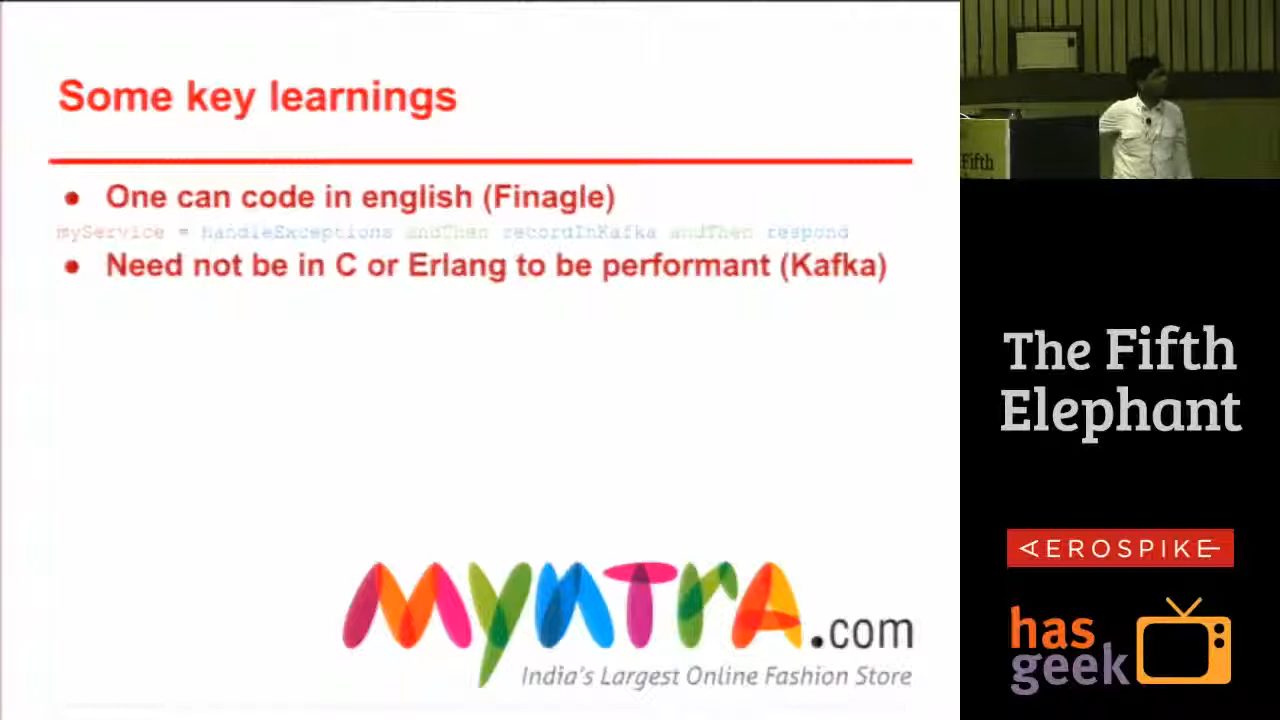 Some key learnings
One can code in english (Finagle)
myService = handleExceptions andThen recordInKafka andThen respond
Need not be in C or Erlang to be performant (Kafka)
myntra.com
India's Largest Online Fashion Store
Fifth
The Fifth
Elephant
AEROSPIKE
has
geek